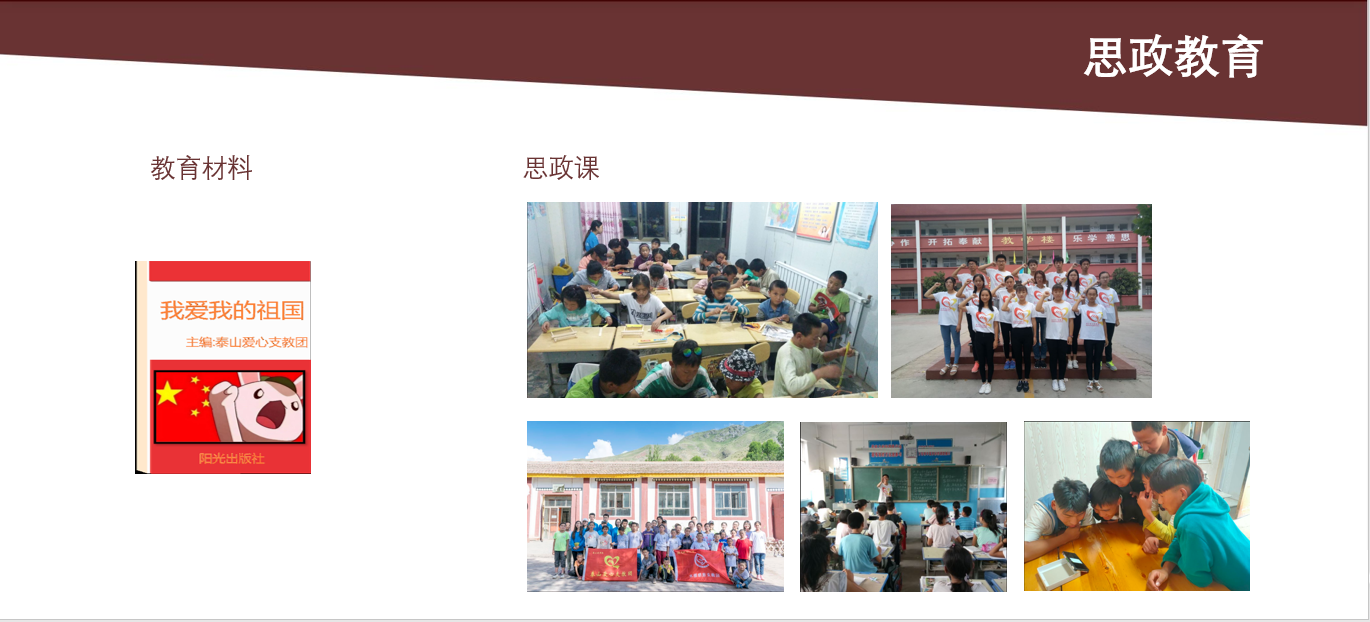 思政教育
教育材料
思政课
我爱我的祖国
主编:泰山爱心支教团
阳光出版社
作 开拓奉献 教学楼 乐学善思